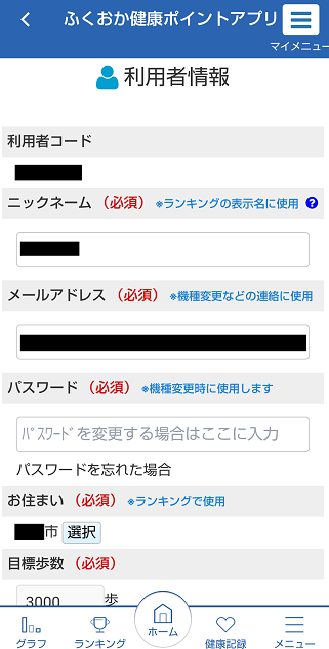 ふくおか健康ポイントアプリ
マイメニュー
利用者情報
利用者コード
ニックネーム （必須） ※ランキングの表示名に使用 ?
メールアドレス （必須） ※機種変更などの連絡に使用
パスワード （必須） ※機種変更時に使用します
ﾊﾟｽﾜｰﾄﾞを変更する場合はここに入力
パスワードを忘れた場合
お住まい （必須） ※ランキングで使用
市 選択
目標歩数 （必須）
3000 歩
グラフ ランキング ホーム 健康記録 メニュー